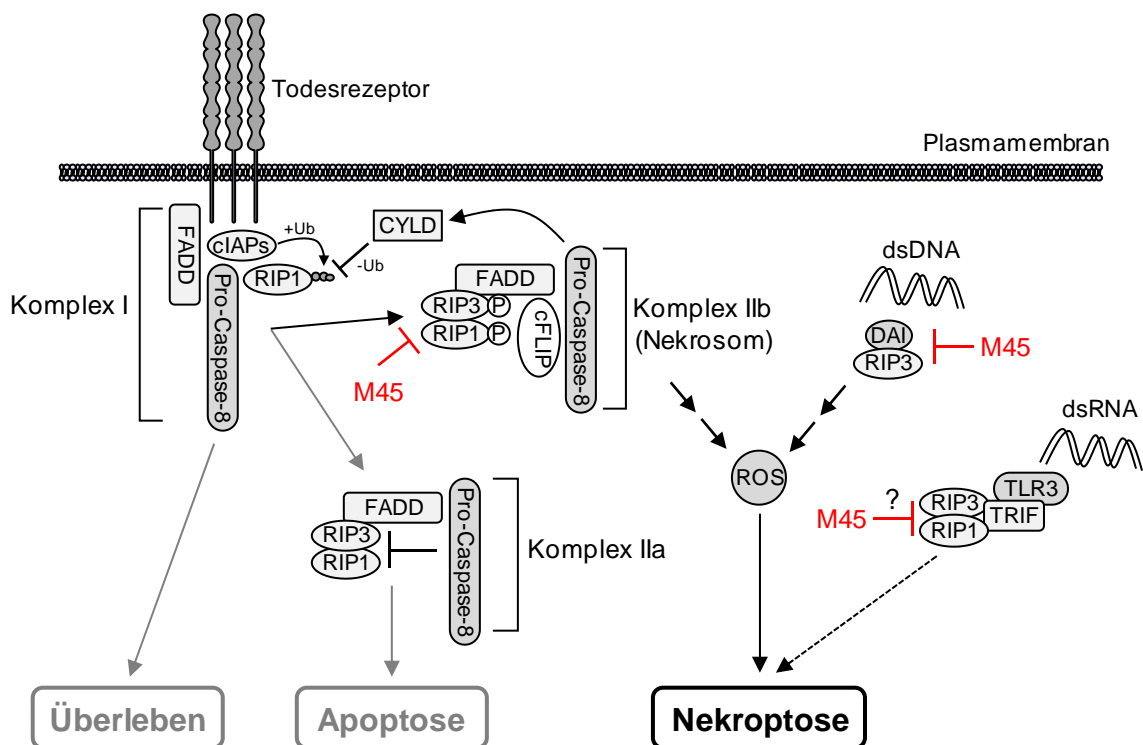 Todesrezeptor
Plasmamembran
Komplex I
FADD
cIAPs
+Ub
RIP1
Pro-Caspase-8
CYLD
-Ub
FADD
RIP3
P
RIP1
P
cFLIP
Pro-Caspase-8
Komplex IIb
(Nekrosom)
M45
dsDNA
DAI
RIP3
M45
dsRNA
TLR3
TRIF
RIP3
RIP1
?
M45
ROS
FADD
RIP3
RIP1
Pro-Caspase-8
Komplex IIa
Überleben
Apoptose
Nekroptose